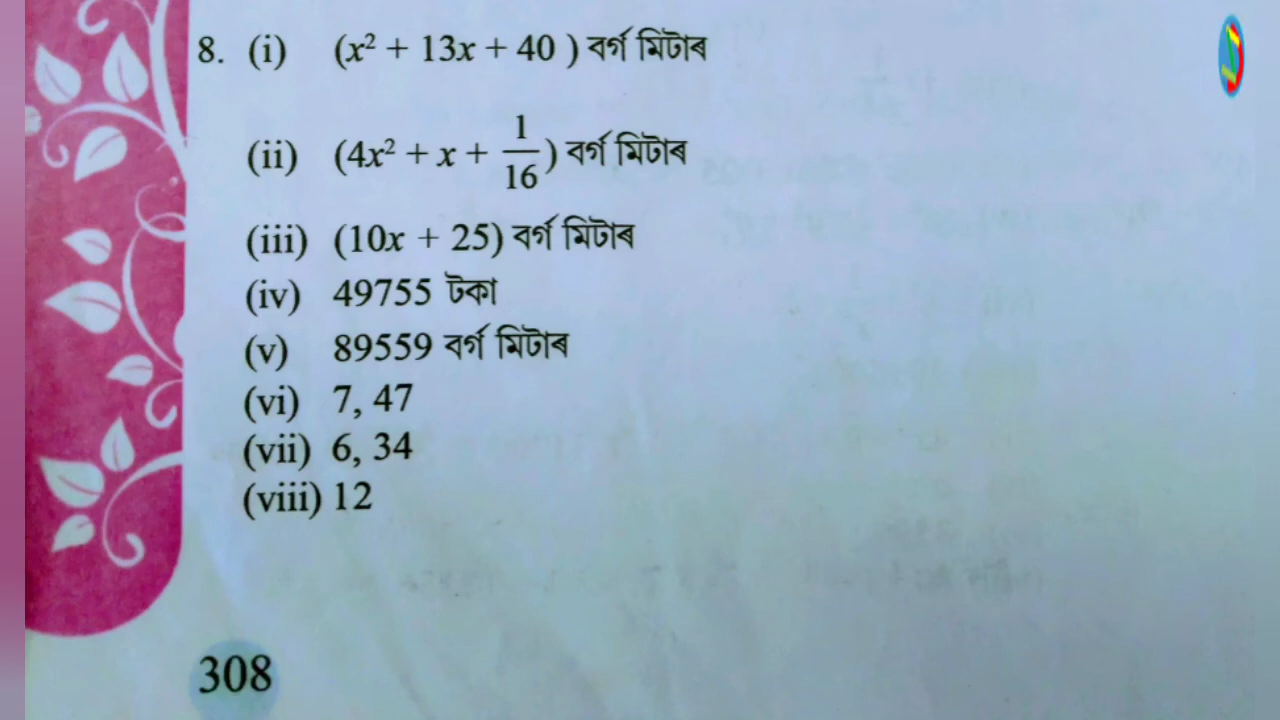 8. (i) (x² + 13x + 40 ) বৰ্গ মিটাৰ
(ii) (4x² + x + 1/16) বৰ্গ মিটাৰ
(iii) (10x + 25) বৰ্গ মিটাৰ
(iv) 49755 টকা
(v) 89559 বৰ্গ মিটাৰ
(vi) 7, 47
(vii) 6, 34
(viii) 12
308